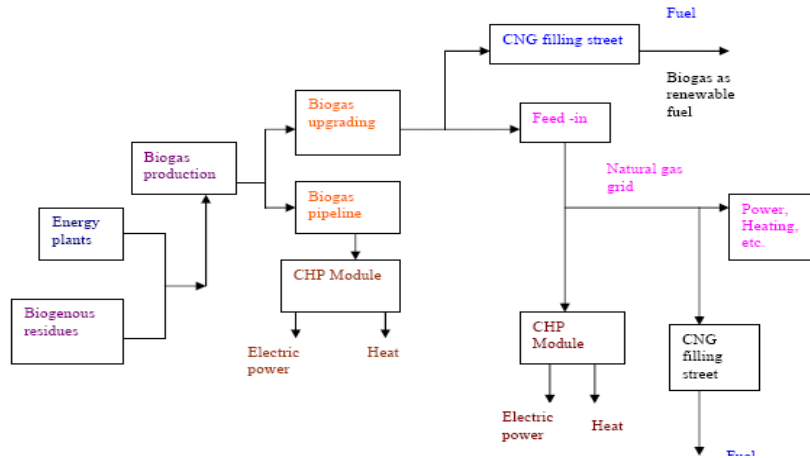 Fuel
CNG filling street
Biogas as
renewable
fuel
Biogas
upgrading
Feed -in
Biogas
production
Natural gas
grid
Biogas
pipeline
Power,
Heating,
etc.
Energy
plants
CHP Module
Biogenous
residues
CHP
Module
CNG
filling
street
Electric
power
Heat
Electric
power
Heat
Fuel